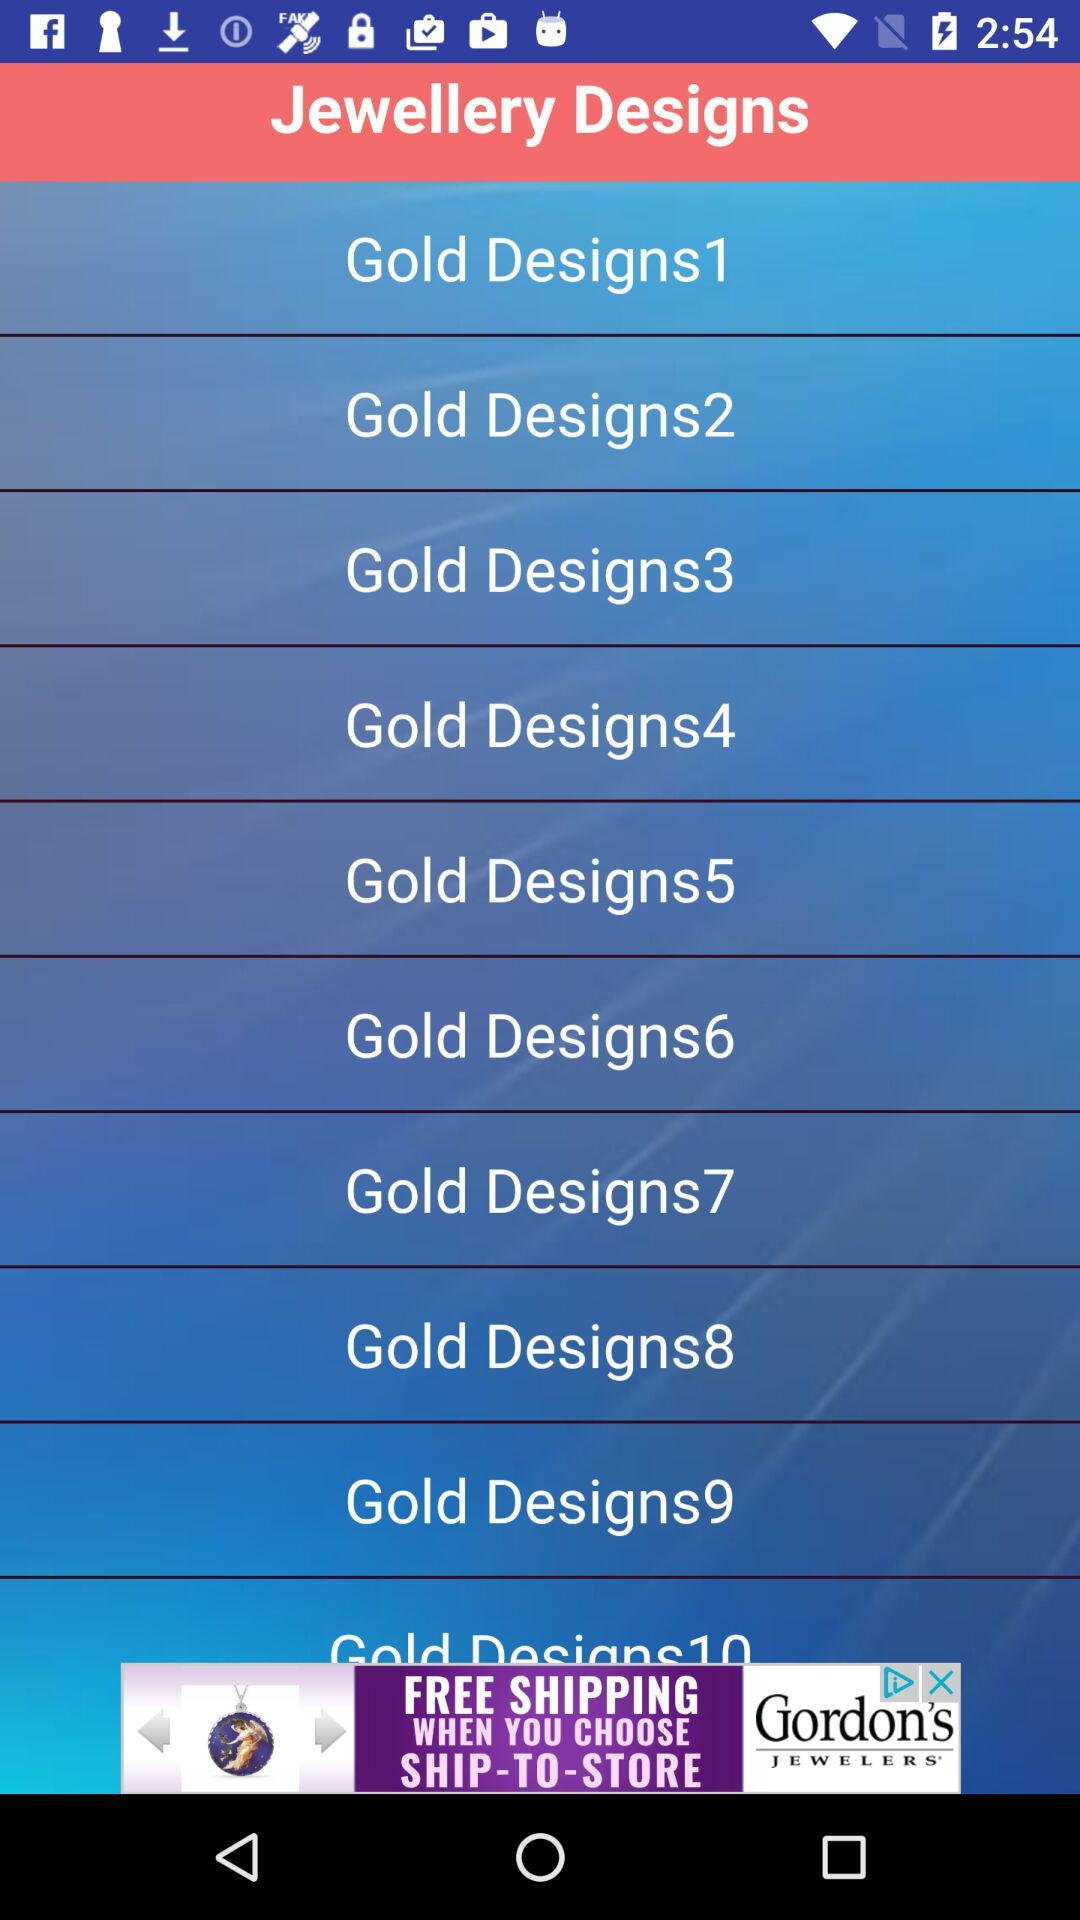 FAKE
2:54
Jewellery Designs
Gold Designs1
Gold Designs2
Gold Designs3
Gold Designs4
Gold Designs5
Gold Designs6
Gold Designs7
Gold Designs8
Gold Designs9
Gold Designs10
FREE SHIPPING
WHEN YOU CHOOSE
SHIP-TO-STORE
Gordon's
JEWELERS